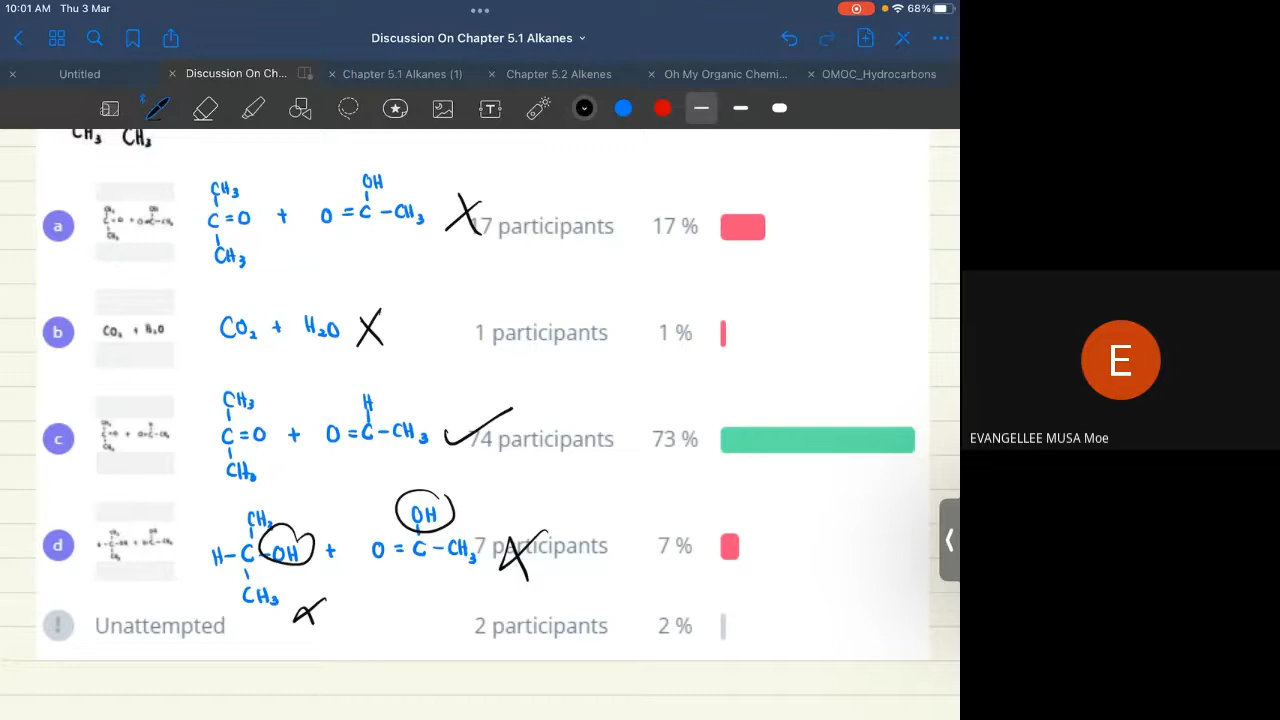 10:01 AM Thu 3 Mar
68%
Discussion On Chapter 5.1 Alkanes
Untitled
Discussion On Ch...
Chapter 5.1 Alkanes (1)
Chapter 5.2 Alkenes
Oh My Organic Chemi...
OMOC_Hydrocarbons
CH3 CH3
a
CH3
C=O + O=C-CH3
OH
CH3
17 participants
17 %
b
CO2 + H2O
CO2 + H2O
1 participants
1 %
c
CH3
C=O + O=C-CH3
H
CH3
74 participants
73 %
d
CH3
H-C-OH + O=C-CH3
OH
CH3
7 participants
7 %
!
Unattempted
2 participants
2 %
E
EVANGELLEE MUSA Moe